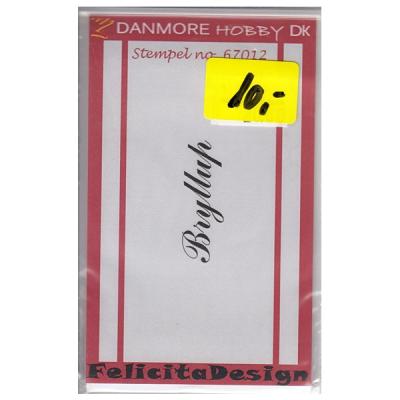 DANMORE HOBBY DK
Stempel no. 67012
10,-
Bryllup
FelicitaDesign